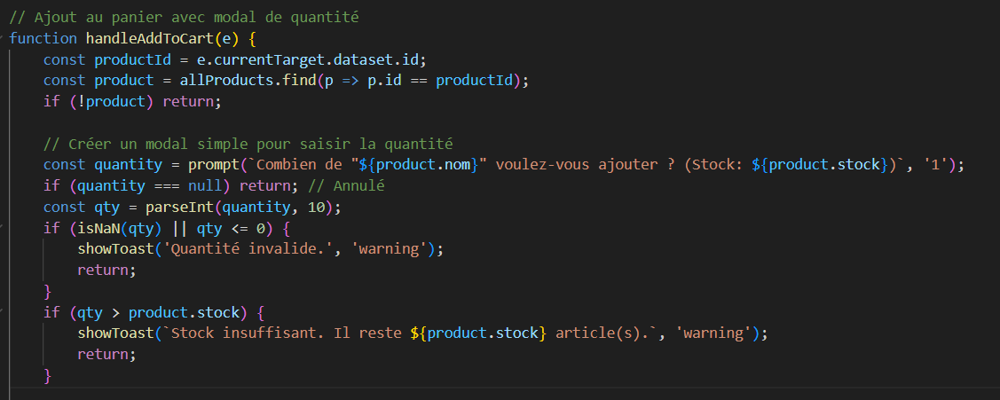 // Ajout au panier avec modal de quantité
function handleAddToCart(e) {
    const productId = e.currentTarget.dataset.id;
    const product = allProducts.find(p => p.id == productId);
    if (!product) return;

    // Créer un modal simple pour saisir la quantité
    const quantity = prompt(`Combien de "${product.nom}" voulez-vous ajouter ? (Stock: ${product.stock})`, '1');
    if (quantity === null) return; // Annulé
    const qty = parseInt(quantity, 10);
    if (isNaN(qty) || qty <= 0) {
        showToast('Quantité invalide.', 'warning');
        return;
    }
    if (qty > product.stock) {
        showToast(`Stock insuffisant. Il reste ${product.stock} article(s).`, 'warning');
        return;
    }